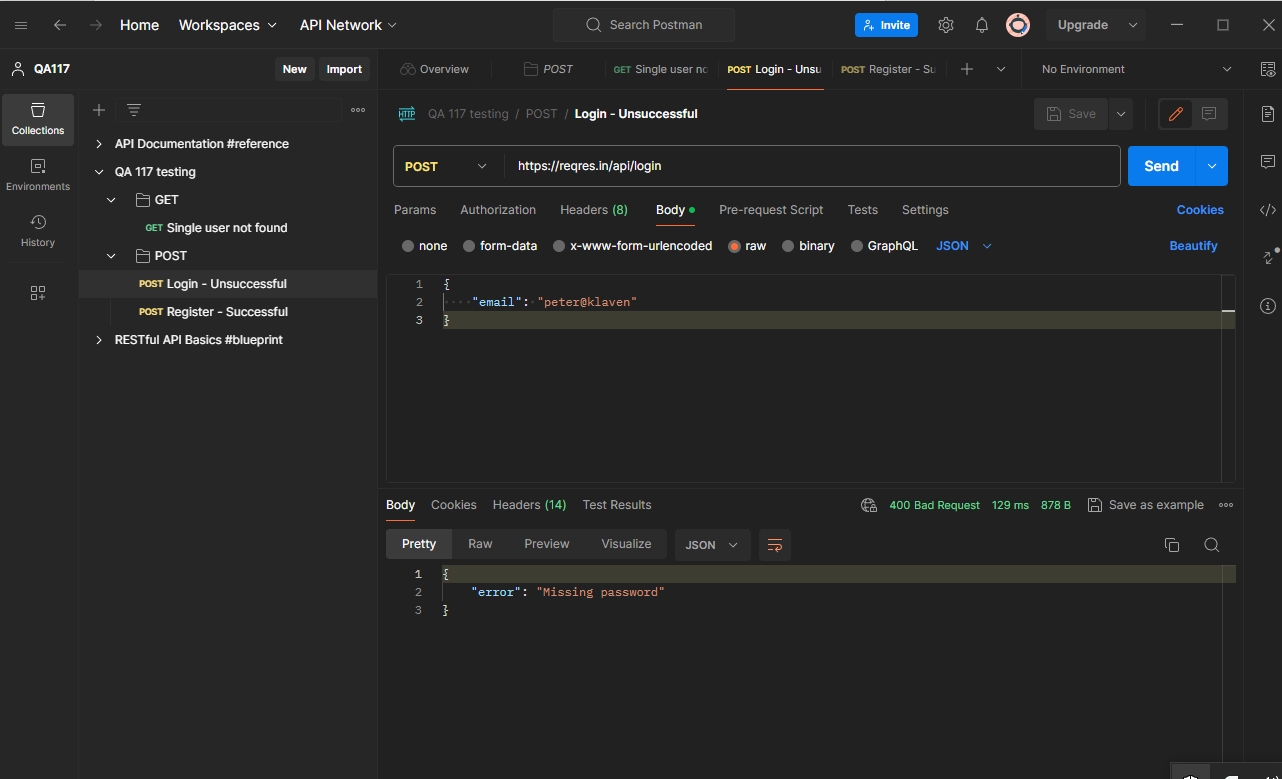 Home Workspaces API Network Search Postman Invite Upgrade
QA117 New Import Overview POST GET Single user nc POST Login - Unsu POST Register - Su No Environment
Collections
Environments
History
API Documentation #reference
QA 117 testing
GET
GET Single user not found
POST
POST Login - Unsuccessful
POST Register - Successful
RESTful API Basics #blueprint
HTTP QA 117 testing / POST / Login - Unsuccessful Save
POST https://reqres.in/api/login Send
Params Authorization Headers (8) Body Pre-request Script Tests Settings Cookies
none form-data x-www-form-urlencoded raw binary GraphQL JSON Beautify
1 {
2 "email": "peter@klaven"
3 }
Body Cookies Headers (14) Test Results 400 Bad Request 129 ms 878 B Save as example
Pretty Raw Preview Visualize JSON
1 {
2 "error": "Missing password"
3 }